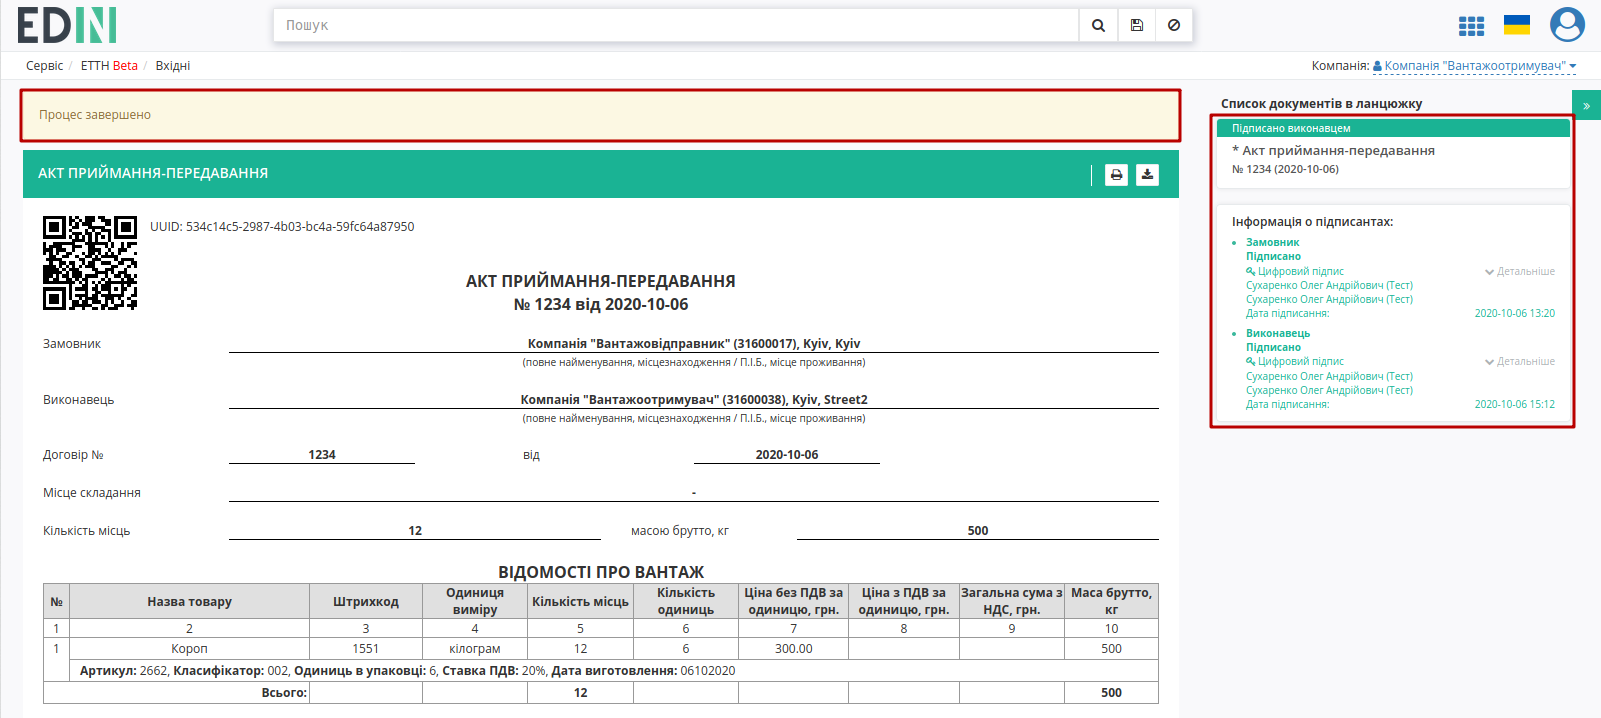 EDIN
Пошук
Сервіс / ЕТТН Beta / Вхідні
Компанія: Компанія "Вантажоотримувач"
Процес завершено
АКТ ПРИЙМАННЯ-ПЕРЕДАВАННЯ
UUID: 534c14c5-2987-4b03-bc4a-59fc64a87950
АКТ ПРИЙМАННЯ-ПЕРЕДАВАННЯ
№ 1234 від 2020-10-06
Замовник Компанія "Вантажовідправник" (31600017), Kyiv, Kyiv
(повне найменування, місцезнаходження / П.І.Б., місце проживання)
Виконавець Компанія "Вантажоотримувач" (31600038), Kyiv, Street2
(повне найменування, місцезнаходження / П.І.Б., місце проживання)
Договір № 1234 від 2020-10-06
Місце складання -
Кількість місць 12 масою брутто, кг 500
ВІДОМОСТІ ПРО ВАНТАЖ
№ Назва товару Штрихкод Одиниця виміру Кількість місць Кількість одиниць Ціна без ПДВ за одиницю, грн. Ціна з ПДВ за одиницю, грн. Загальна сума з НДС, грн. Маса брутто, кг
1 2 3 4 5 6 7 8 9 10
1 Короп 1551 кілограм 12 6 300.00 500
Артикул: 2662, Класифікатор: 002, Одиниць в упаковці: 6, Ставка ПДВ: 20%, Дата виготовлення: 06102020
Всього: 12 500
Список документів в ланцюжку
»
Підписано виконавцем
* Акт приймання-передавання
№ 1234 (2020-10-06)
Інформація о підписантах:
Замовник
Підписано
Цифровий підпис Детальніше
Сухаренко Олег Андрійович (Тест)
Сухаренко Олег Андрійович (Тест)
Дата підписання: 2020-10-06 13:20
Виконавець
Підписано
Цифровий підпис Детальніше
Сухаренко Олег Андрійович (Тест)
Сухаренко Олег Андрійович (Тест)
Дата підписання: 2020-10-06 15:12